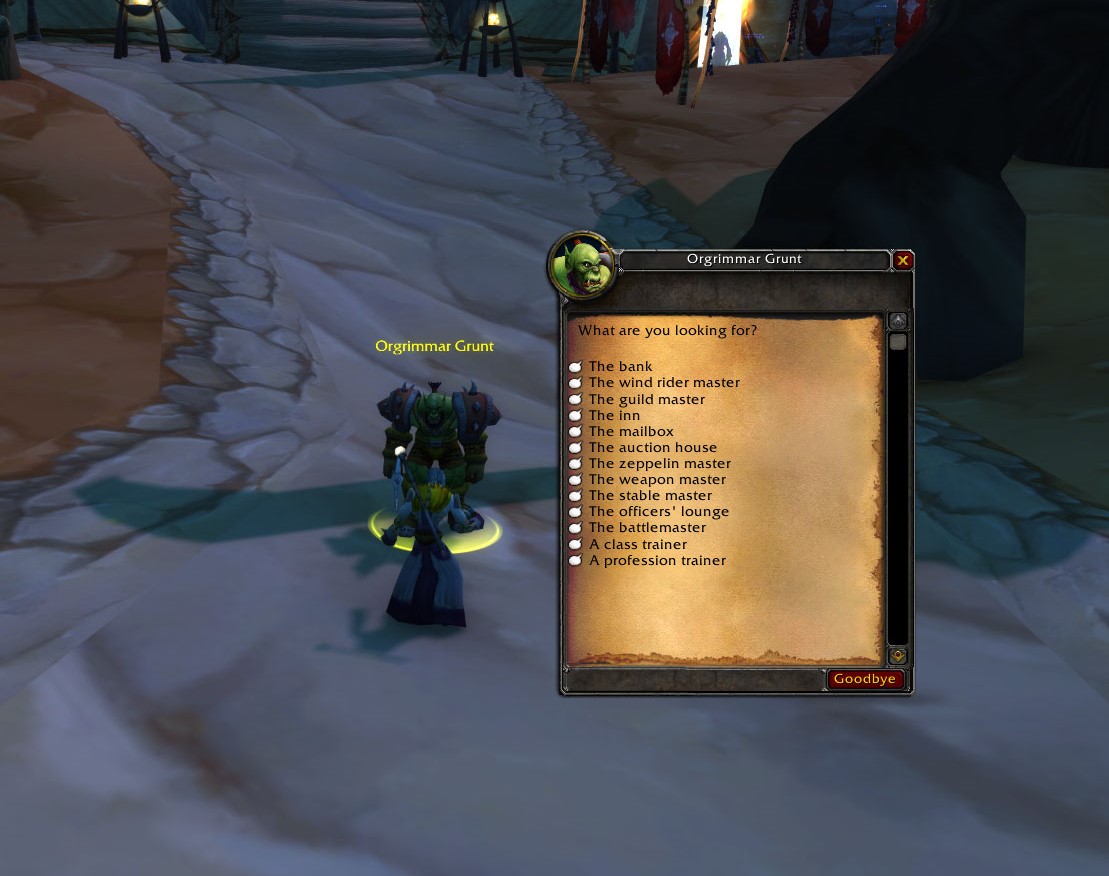 Orgrimmar Grunt
Orgrimmar Grunt
What are you looking for?
The bank
The wind rider master
The guild master
The inn
The mailbox
The auction house
The zeppelin master
The weapon master
The stable master
The officers' lounge
The battlemaster
A class trainer
A profession trainer
Goodbye